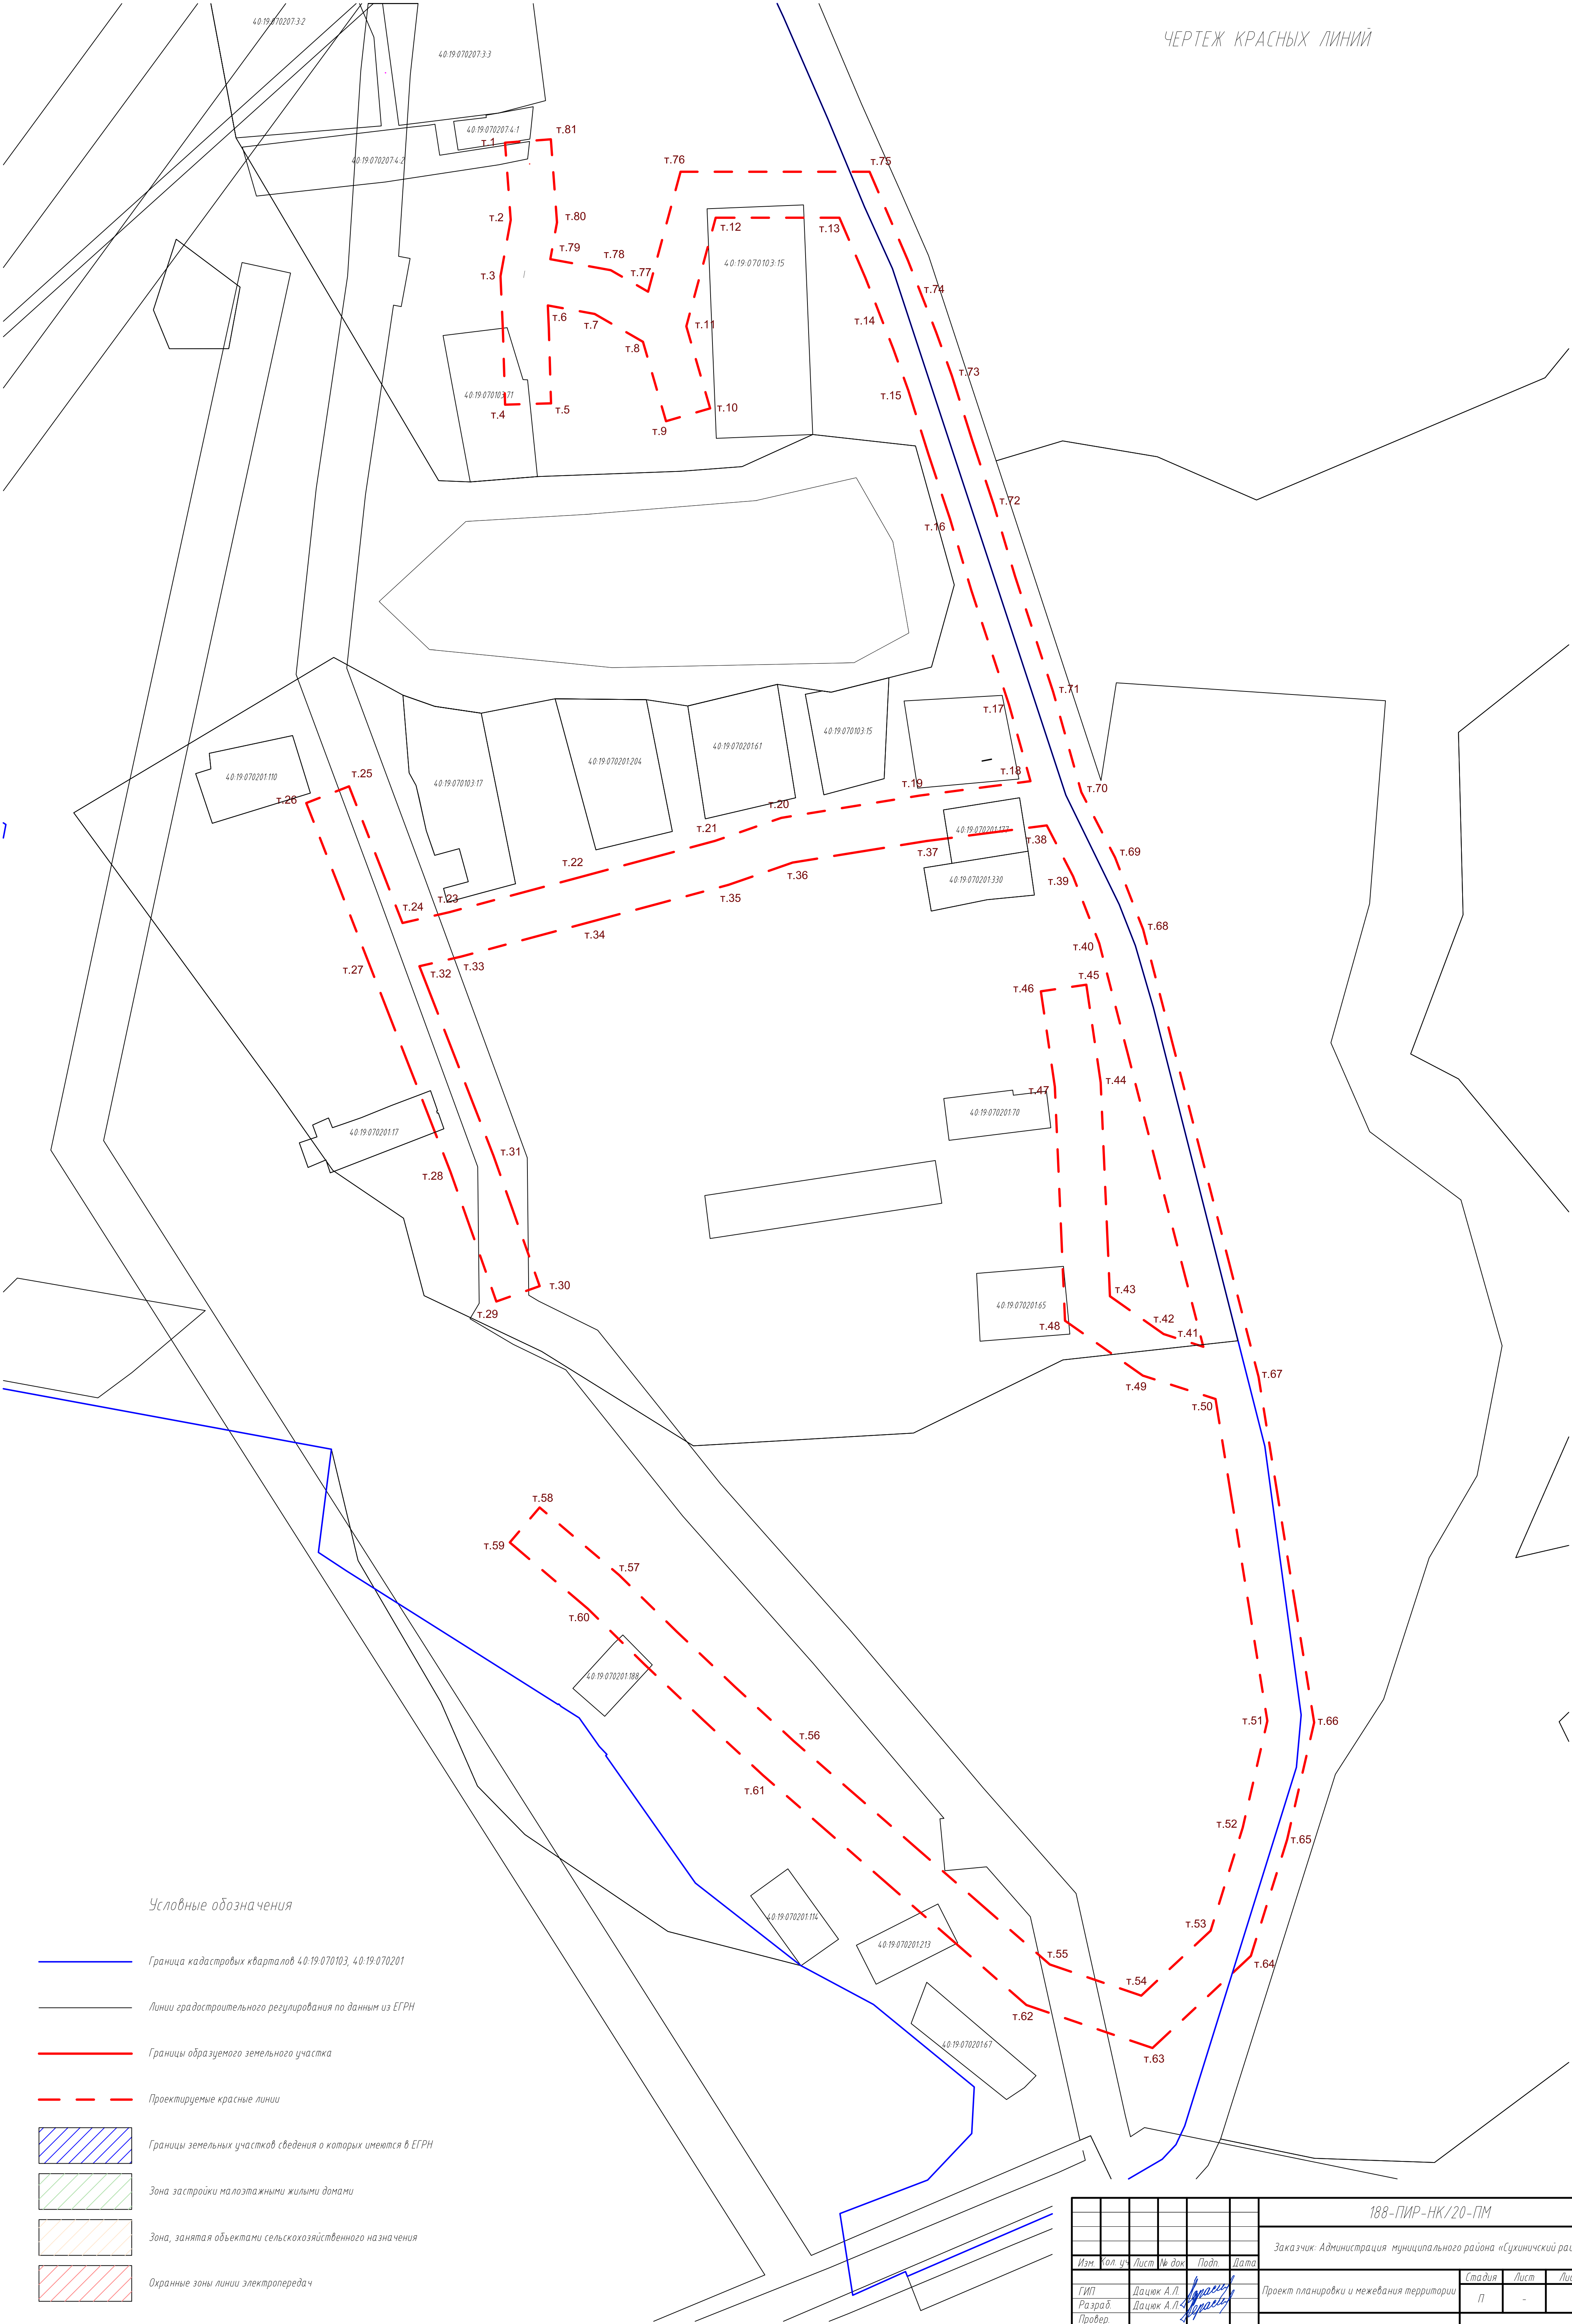 ЧЕРТЕЖ КРАСНЫХ ЛИНИЙ
40:19:070207:3:2
40:19:070207:3:3
40:19:070207:4:1
40:19:070207:4:2
т.1
т.81
т.76
т.75
т.2
т.80
т.12
т.13
т.79
т.78
т.77
т.3
40:19:070103:15
т.74
т.6
т.7
т.11
т.14
т.8
т.73
40:19:070103:71
т.15
т.4
т.5
т.10
т.9
т.72
т.16
т.71
т.17
40:19:070103:15
40:19:070201:61
40:19:070201:204
т.25
40:19:070201:110
40:19:070103:17
т.18
т.19
т.70
т.26
т.20
т.21
40:19:070201:177
т.38
т.69
т.37
т.22
т.36
40:19:070201:330
т.39
т.35
т.23
т.24
т.68
т.34
т.40
т.27
т.32
т.33
т.45
т.46
т.44
т.47
40:19:070201:70
40:19:070201:17
т.31
т.28
т.30
т.29
т.43
40:19:070201:65
т.42
т.48
т.41
т.67
т.49
т.50
т.58
т.59
т.57
т.60
40:19:070201:188
т.51
т.66
т.56
т.61
т.52
т.65
40:19:070201:114
т.53
40:19:070201:213
т.55
т.64
т.54
т.62
40:19:070201:67
т.63
Условные обозначения
Граница кадастровых кварталов 40:19:070103, 40:19:070201
Линии градостроительного регулирования по данным из ЕГРН
Границы образуемого земельного участка
Проектируемые красные линии
Границы земельных участков сведения о которых имеются в ЕГРН
Зона застройки малоэтажными жилыми домами
Зона, занятая объектами сельскохозяйственного назначения
Охранные зоны линии электропередач
188-ПИР-НК/20-ПМ
Заказчик: Администрация муниципального района «Сухиничский рай
Изм. Кол. уч Лист № док Подп. Дата
Проект планировки и межевания территории
Стадия Лист Лис
П -
ГИП Дацюк А.Л.
Разраб. Дацюк А.Л.
Провер.